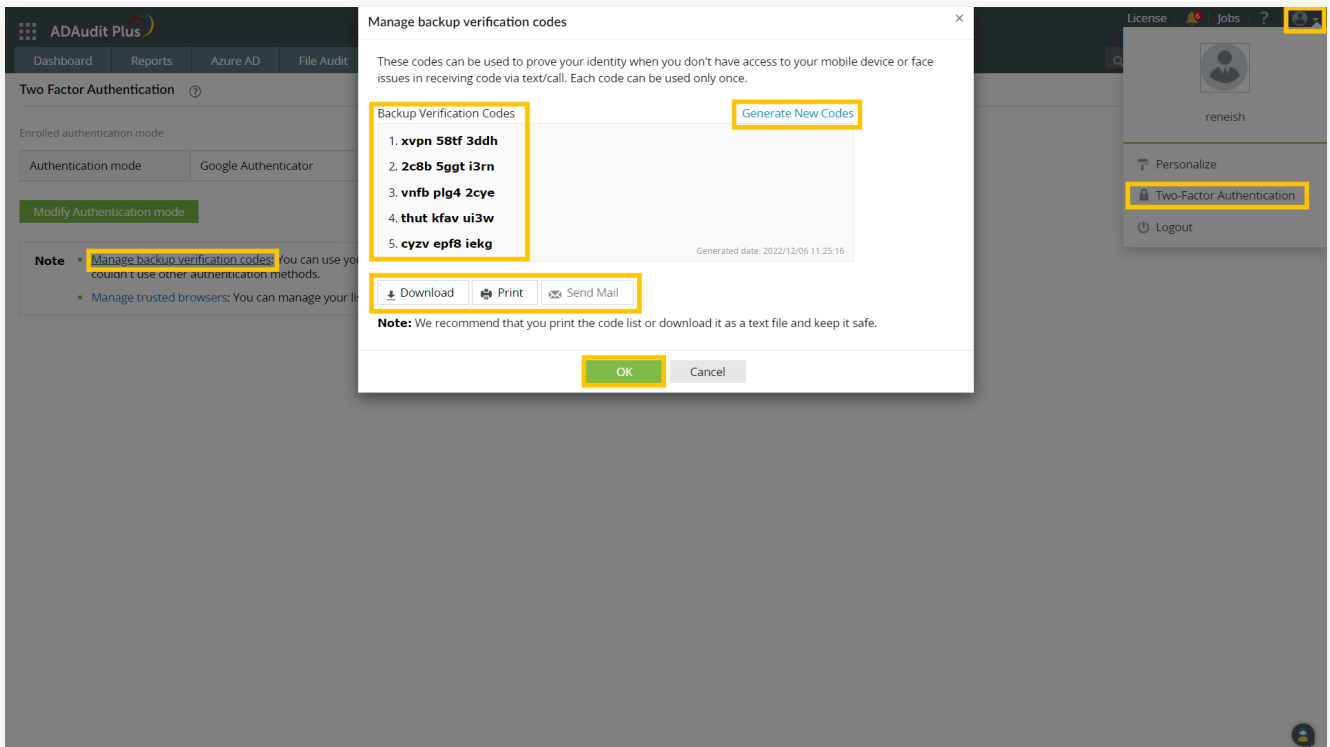 ADAudit Plus
License
6
Jobs
?
Dashboard
Reports
Azure AD
File Audit
Two Factor Authentication ?
Enrolled authentication mode
Authentication mode
Google Authenticator
Modify Authentication mode
Note
Manage backup verification codes: You can use you
couldn't use other authentication methods.
Manage trusted browsers: You can manage your li
Manage backup verification codes
×
These codes can be used to prove your identity when you don't have access to your mobile device or face
issues in receiving code via text/call. Each code can be used only once.
Backup Verification Codes
Generate New Codes
1. xvpn 58tf 3ddh
2. 2c8b 5ggt i3rn
3. vnfb plg4 2cye
4. thut kfav ui3w
5. cyzv epf8 iekg
Generated date: 2022/12/06 11:25:16
Download
Print
Send Mail
Note: We recommend that you print the code list or download it as a text file and keep it safe.
OK
Cancel
reneish
Personalize
Two-Factor Authentication
Logout